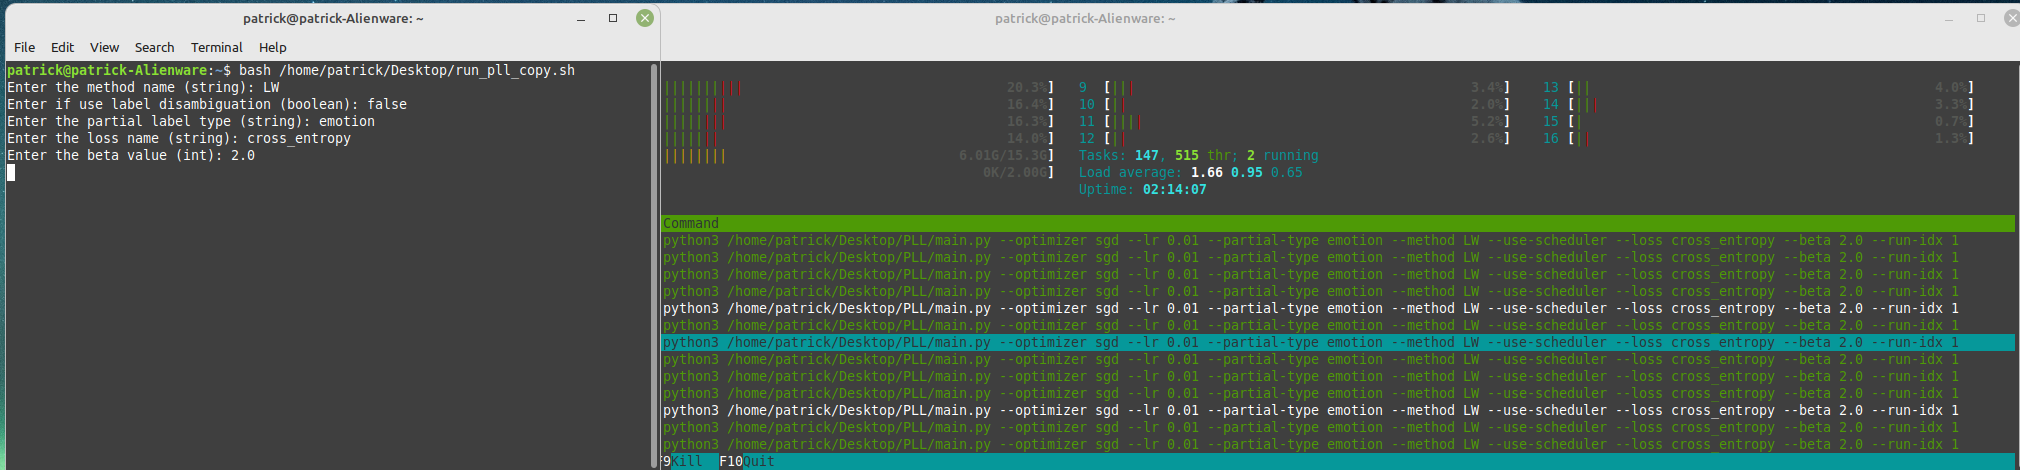 patrick@patrick-Alienware: ~
File Edit View Search Terminal Help
patrick@patrick-Alienware:~$ bash /home/patrick/Desktop/run_pll_copy.sh
Enter the method name (string): LW
Enter if use label disambiguation (boolean): false
Enter the partial label type (string): emotion
Enter the loss name (string): cross_entropy
Enter the beta value (int): 2.0
patrick@patrick-Alienware: ~
||||||||||| 20.3%] 9 [||| 3.4%] 13 [|| 4.0%]
|||||||| 16.4%] 10 [|| 2.0%] 14 [||| 3.3%]
|||||||| 16.3%] 11 [|||| 5.2%] 15 [| 0.7%]
||||||| 14.0%] 12 [|| 2.6%] 16 [|| 1.3%]
|||||||| 6.01G/15.3G] Tasks: 147, 515 thr; 2 running
0K/2.00G] Load average: 1.66 0.95 0.65
Uptime: 02:14:07
Command
python3 /home/patrick/Desktop/PLL/main.py --optimizer sgd --lr 0.01 --partial-type emotion --method LW --use-scheduler --loss cross_entropy --beta 2.0 --run-idx 1
python3 /home/patrick/Desktop/PLL/main.py --optimizer sgd --lr 0.01 --partial-type emotion --method LW --use-scheduler --loss cross_entropy --beta 2.0 --run-idx 1
python3 /home/patrick/Desktop/PLL/main.py --optimizer sgd --lr 0.01 --partial-type emotion --method LW --use-scheduler --loss cross_entropy --beta 2.0 --run-idx 1
python3 /home/patrick/Desktop/PLL/main.py --optimizer sgd --lr 0.01 --partial-type emotion --method LW --use-scheduler --loss cross_entropy --beta 2.0 --run-idx 1
python3 /home/patrick/Desktop/PLL/main.py --optimizer sgd --lr 0.01 --partial-type emotion --method LW --use-scheduler --loss cross_entropy --beta 2.0 --run-idx 1
python3 /home/patrick/Desktop/PLL/main.py --optimizer sgd --lr 0.01 --partial-type emotion --method LW --use-scheduler --loss cross_entropy --beta 2.0 --run-idx 1
python3 /home/patrick/Desktop/PLL/main.py --optimizer sgd --lr 0.01 --partial-type emotion --method LW --use-scheduler --loss cross_entropy --beta 2.0 --run-idx 1
python3 /home/patrick/Desktop/PLL/main.py --optimizer sgd --lr 0.01 --partial-type emotion --method LW --use-scheduler --loss cross_entropy --beta 2.0 --run-idx 1
python3 /home/patrick/Desktop/PLL/main.py --optimizer sgd --lr 0.01 --partial-type emotion --method LW --use-scheduler --loss cross_entropy --beta 2.0 --run-idx 1
python3 /home/patrick/Desktop/PLL/main.py --optimizer sgd --lr 0.01 --partial-type emotion --method LW --use-scheduler --loss cross_entropy --beta 2.0 --run-idx 1
python3 /home/patrick/Desktop/PLL/main.py --optimizer sgd --lr 0.01 --partial-type emotion --method LW --use-scheduler --loss cross_entropy --beta 2.0 --run-idx 1
python3 /home/patrick/Desktop/PLL/main.py --optimizer sgd --lr 0.01 --partial-type emotion --method LW --use-scheduler --loss cross_entropy --beta 2.0 --run-idx 1
python3 /home/patrick/Desktop/PLL/main.py --optimizer sgd --lr 0.01 --partial-type emotion --method LW --use-scheduler --loss cross_entropy --beta 2.0 --run-idx 1
F9Kill F10Quit